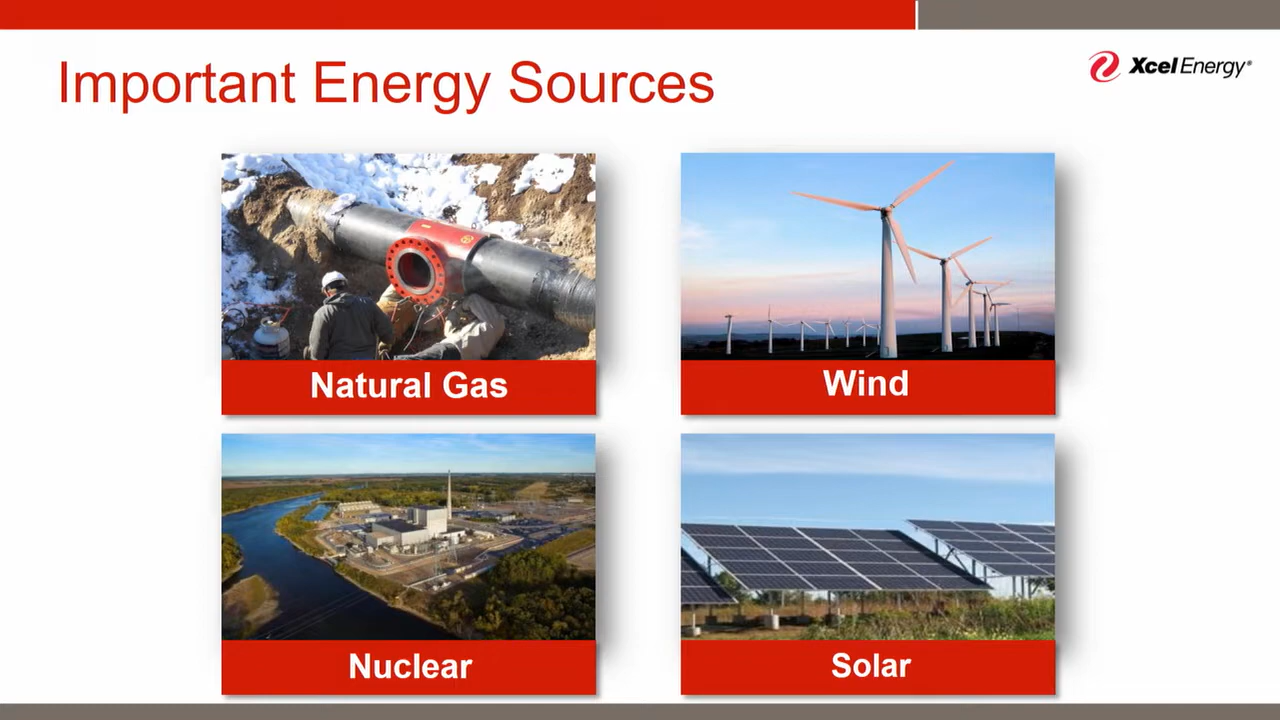 Important Energy Sources
Xcel Energy®
Natural Gas
Wind
Nuclear
Solar